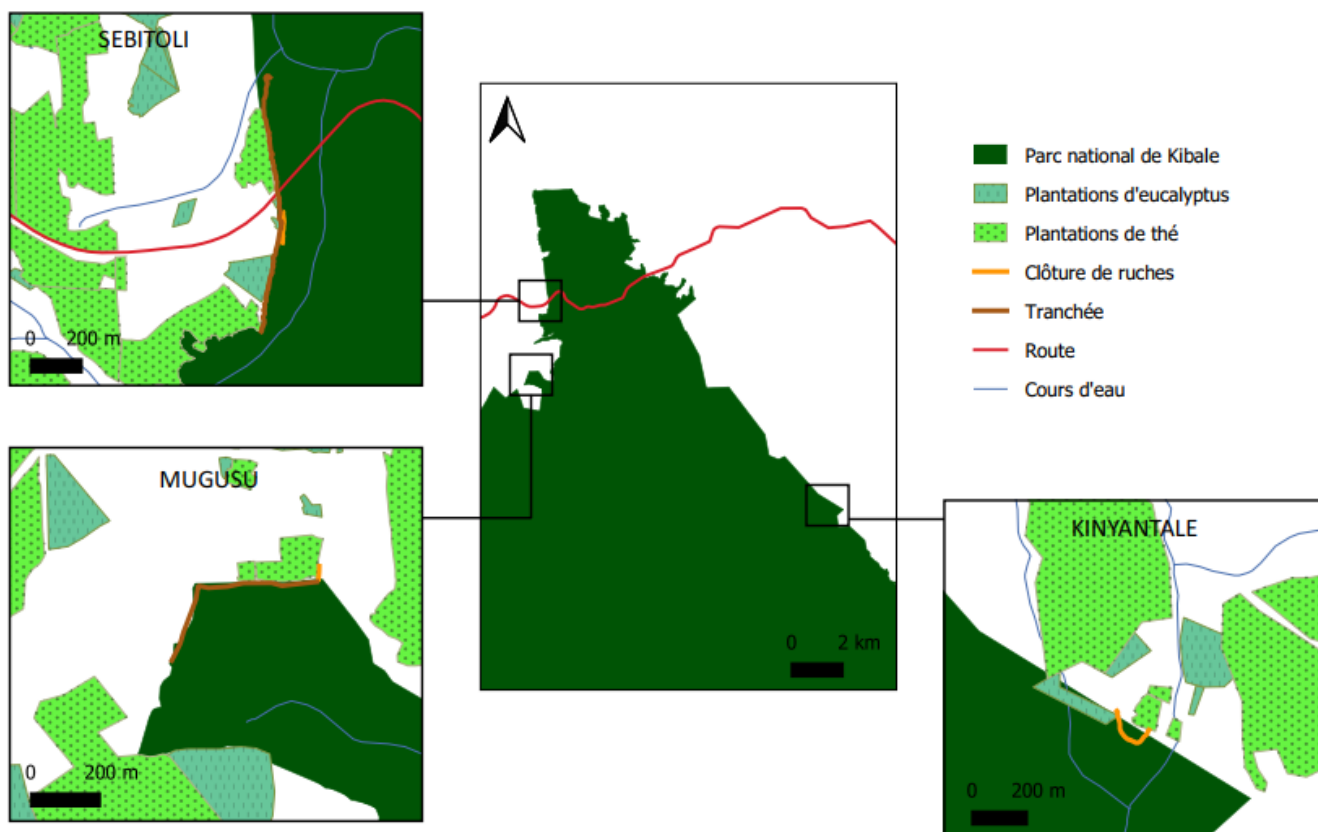 SEBITOLI
0 200 m
MUGUSU
0 200 m
0 2 km
Parc national de Kibale
Plantations d'eucalyptus
Plantations de thé
Clôture de ruches
Tranchée
Route
Cours d'eau
KINYANTALE
0 200 m